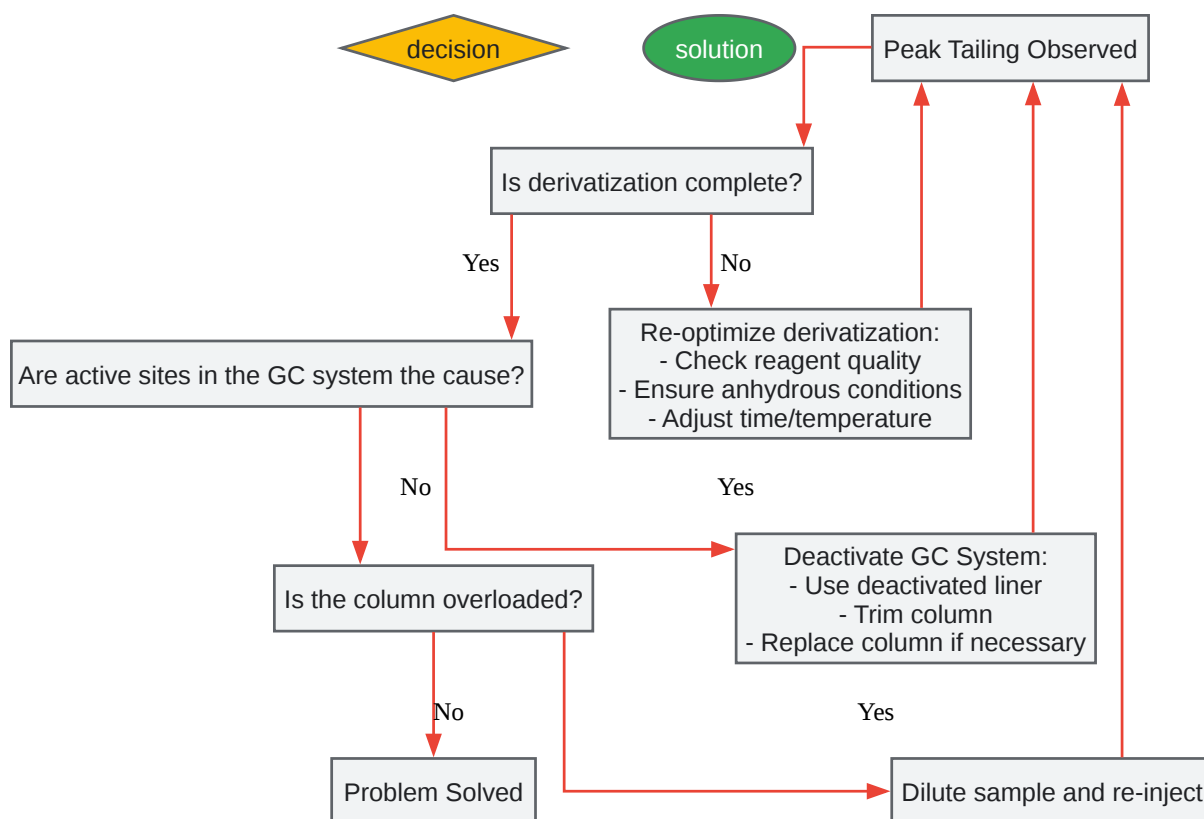 decision
solution
Peak Tailing Observed
Is derivatization complete?
Yes
No
Re-optimize derivatization:
- Check reagent quality
- Ensure anhydrous conditions
- Adjust time/temperature
Are active sites in the GC system the cause?
No
Yes
Deactivate GC System:
- Use deactivated liner
- Trim column
- Replace column if necessary
Is the column overloaded?
No
Yes
Problem Solved
Dilute sample and re-inject